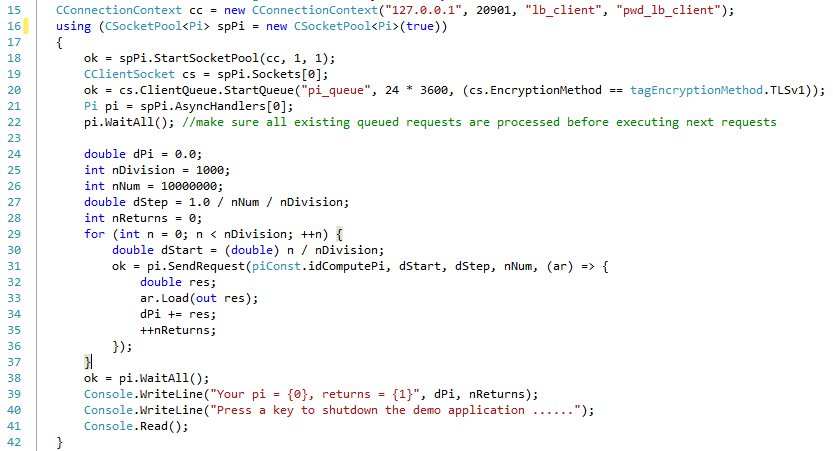 15 CConnectionContext cc = new CConnectionContext("127.0.0.1", 20901, "lb_client", "pwd_lb_client");
16 using (CSocketPool<Pi> spPi = new CSocketPool<Pi>(true))
17 {
18 ok = spPi.StartSocketPool(cc, 1, 1);
19 CClientSocket cs = spPi.Sockets[0];
20 ok = cs.ClientQueue.StartQueue("pi_queue", 24 * 3600, (cs.EncryptionMethod == tagEncryptionMethod.TLSv1));
21 Pi pi = spPi.AsyncHandlers[0];
22 pi.WaitAll(); //make sure all existing queued requests are processed before executing next requests
23
24 double dPi = 0.0;
25 int nDivision = 1000;
26 int nNum = 10000000;
27 double dStep = 1.0 / nNum / nDivision;
28 int nReturns = 0;
29 for (int n = 0; n < nDivision; ++n) {
30 double dStart = (double) n / nDivision;
31 ok = pi.SendRequest(piConst.idComputePi, dStart, dStep, nNum, (ar) => {
32 double res;
33 ar.Load(out res);
34 dPi += res;
35 ++nReturns;
36 });
37 }
38 ok = pi.WaitAll();
39 Console.WriteLine("Your pi = {0}, returns = {1}", dPi, nReturns);
40 Console.WriteLine("Press a key to shutdown the demo application ......");
41 Console.Read();
42 }